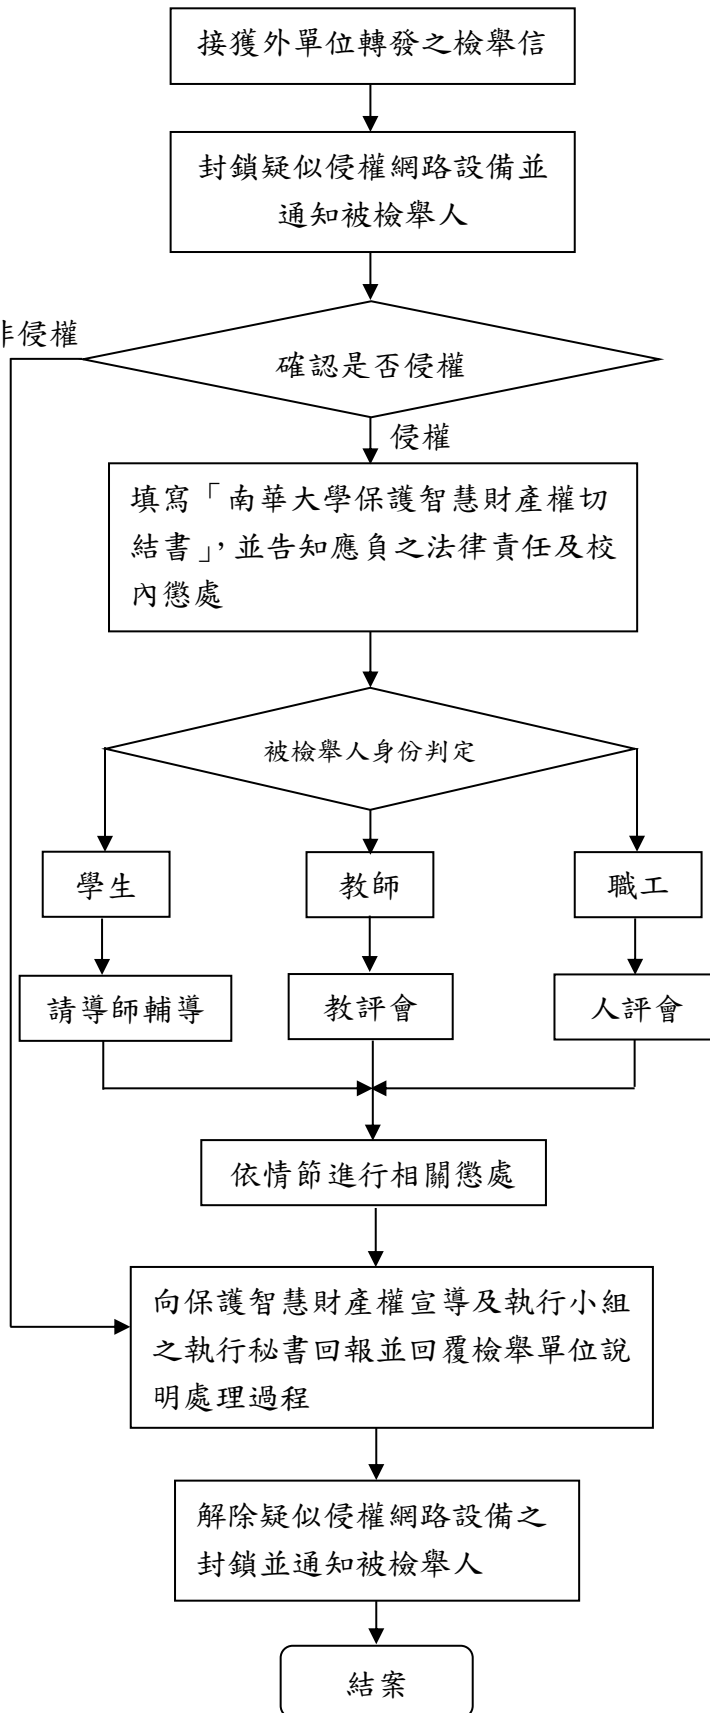 接獲外單位轉發之檢舉信
封鎖疑似侵權網路設備並
通知被檢舉人
非侵權
確認是否侵權
侵權
填寫「南華大學保護智慧財產權切
結書」，並告知應負之法律責任及校
內懲處
被檢舉人身份判定
學生
教師
職工
請導師輔導
教評會
人評會
依情節進行相關懲處
向保護智慧財產權宣導及執行小組
之執行秘書回報並回覆檢舉單位說
明處理過程
解除疑似侵權網路設備之
封鎖並通知被檢舉人
結案